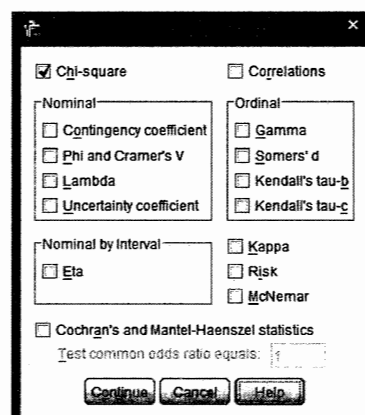 Chi-square
Correlations
Nominal
Contingency coefficient
Phi and Cramer's V
Lambda
Uncertainty coefficient
Ordinal
Gamma
Somers' d
Kendall's tau-b
Kendall's tau-c
Nominal by Interval
Eta
Kappa
Risk
McNemar
Cochran's and Mantel-Haenszel statistics
Test common odds ratio equals: 1
Continue Cancel Help